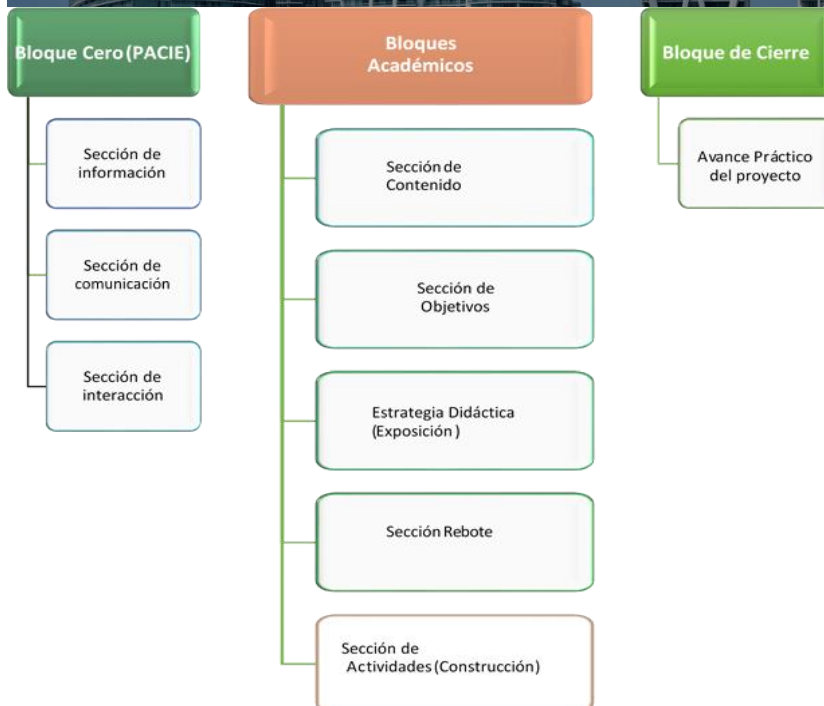 Bloque Cero (PACIE)
Sección de
información
Sección de
comunicación
Sección de
interacción
Bloques
Académicos
Sección de
Contenido
Sección de
Objetivos
Estrategia Didáctica
(Exposición )
Sección Rebote
Sección de
Actividades (Construcción)
Bloque de Cierre
Avance Práctico
del proyecto